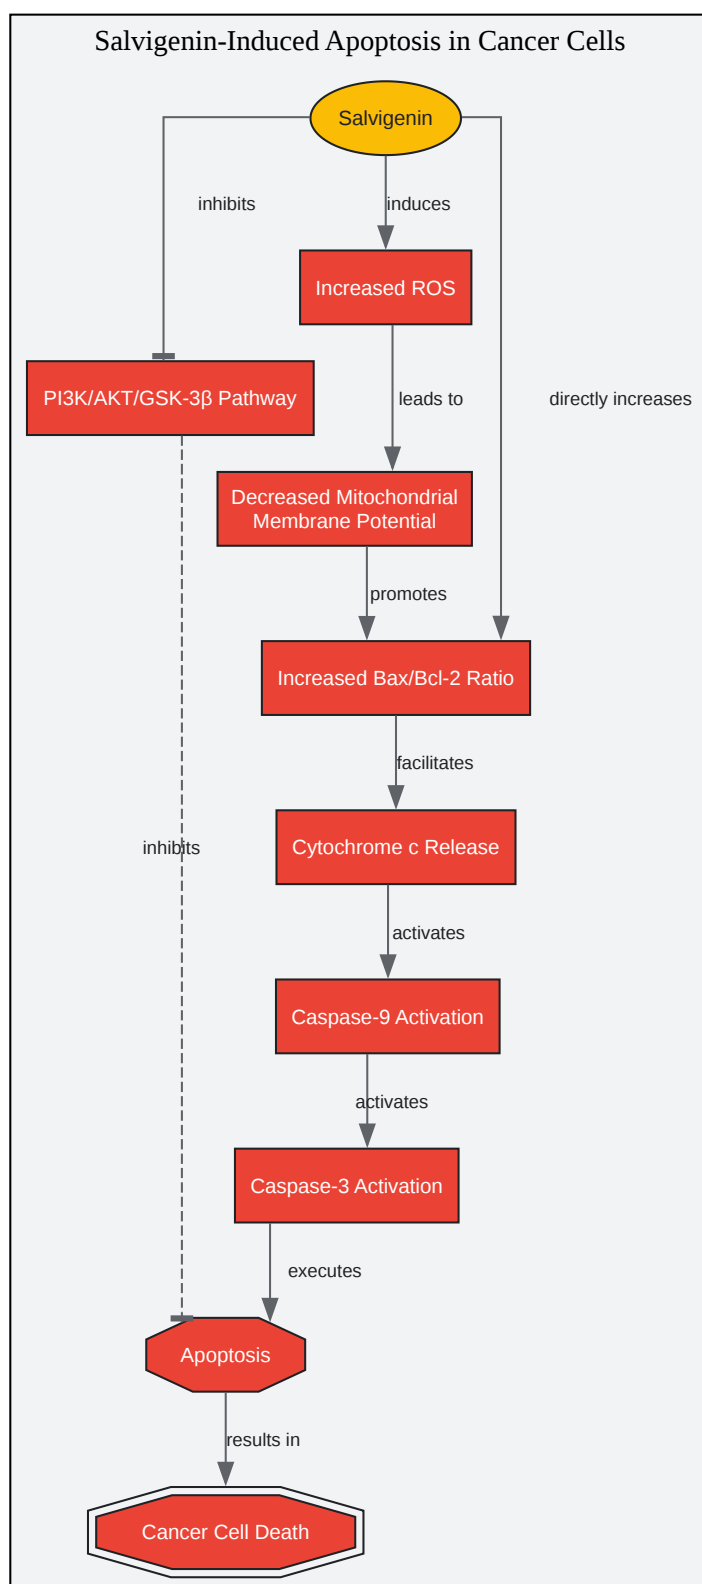 Salvigenin-Induced Apoptosis in Cancer Cells
Salvigenin
inhibits
induces
Increased ROS
PI3K/AKT/GSK-3β Pathway
leads to
directly increases
Decreased Mitochondrial
Membrane Potential
promotes
Increased Bax/Bcl-2 Ratio
facilitates
inhibits
Cytochrome c Release
activates
Caspase-9 Activation
activates
Caspase-3 Activation
executes
Apoptosis
results in
Cancer Cell Death